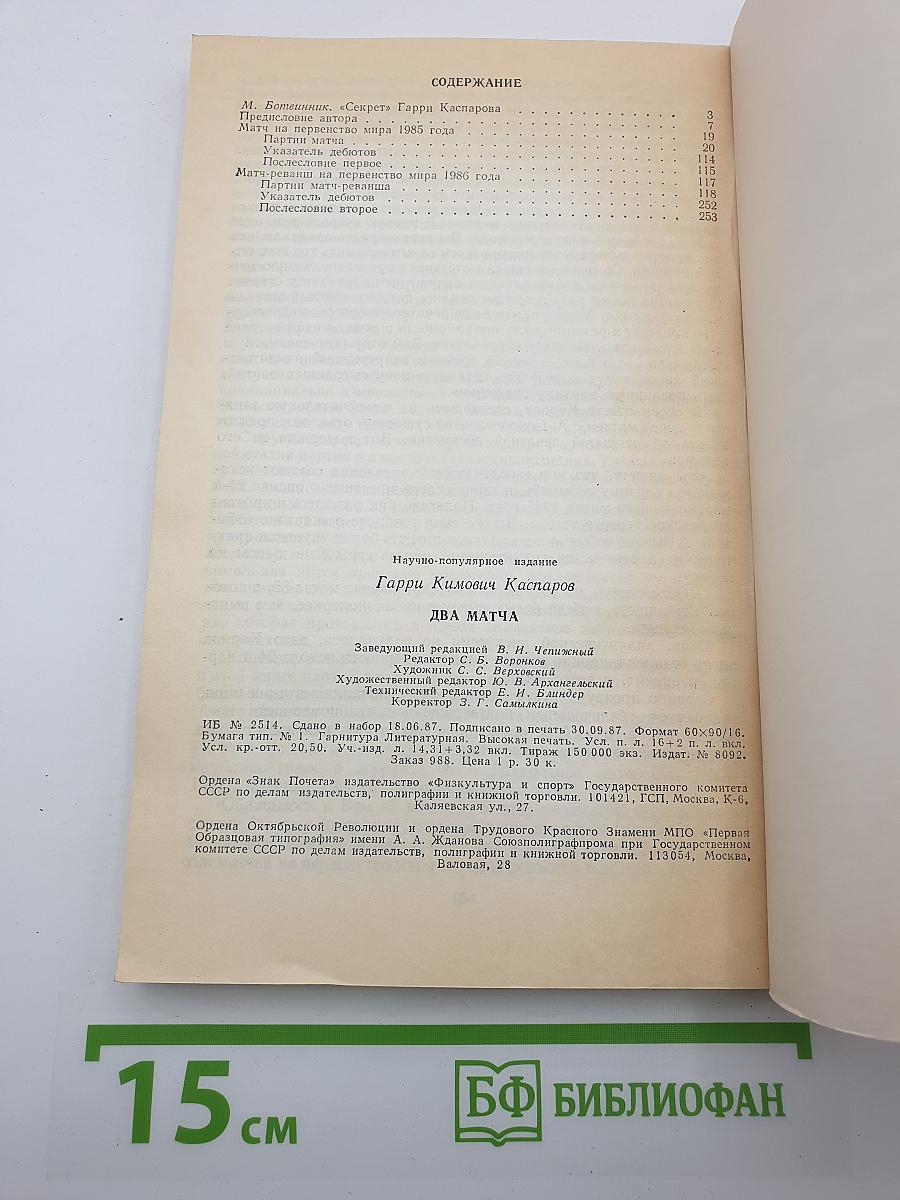 СОДЕРЖАНИЕ
М. Ботвинник. «Секрет» Гарри Каспарова . . . . . . . . . . . . . 3
Предисловие автора . . . . . . . . . . . . . . . . . . . . 7
Матч на первенство мира 1985 года . . . . . . . . . . . . . . . 19
Партии матча . . . . . . . . . . . . . . . . . . . . 20
Указатель дебютов . . . . . . . . . . . . . . . . . . 114
Послесловие первое . . . . . . . . . . . . . . . . . . 115
Матч-реванш на первенство мира 1986 года . . . . . . . . . . . . 117
Партии матч-реванша . . . . . . . . . . . . . . . . . 118
Указатель дебютов . . . . . . . . . . . . . . . . . . 252
Послесловие второе . . . . . . . . . . . . . . . . . . 253
Научно-популярное издание
Гарри Кимович Каспаров
ДВА МАТЧА
Заведующий редакцией В. И. Чепижный
Редактор С. Б. Воронков
Художник С. С. Верховский
Художественный редактор Ю. В. Архангельский
Технический редактор Е. И. Блиндер
Корректор З. Г. Самылкина
ИБ № 2514. Сдано в набор 18.06.87. Подписано в печать 30.09.87. Формат 60×90/16.
Бумага тип. № 1. Гарнитура Литературная. Высокая печать. Усл. п. л. 16+2 п. л. вкл.
Усл. кр.-отт. 20,50. Уч.-изд. л. 14,31+3,32 вкл. Тираж 150 000 экз. Издат. № 8092.
Заказ 988. Цена 1 р. 30 к.
Ордена «Знак Почета» издательство «Физкультура и спорт» Государственного комитета
СССР по делам издательств, полиграфии и книжной торговли. 101421, ГСП, Москва, К-6,
Каляевская ул., 27.
Ордена Октябрьской Революции и ордена Трудового Красного Знамени МПО «Первая
Образцовая типография» имени А. А. Жданова Союзполиграфпрома при Государственном
комитете СССР по делам издательств, полиграфии и книжной торговли. 113054, Москва,
Валовая, 28
15 см
БФ БИБЛИОФАН